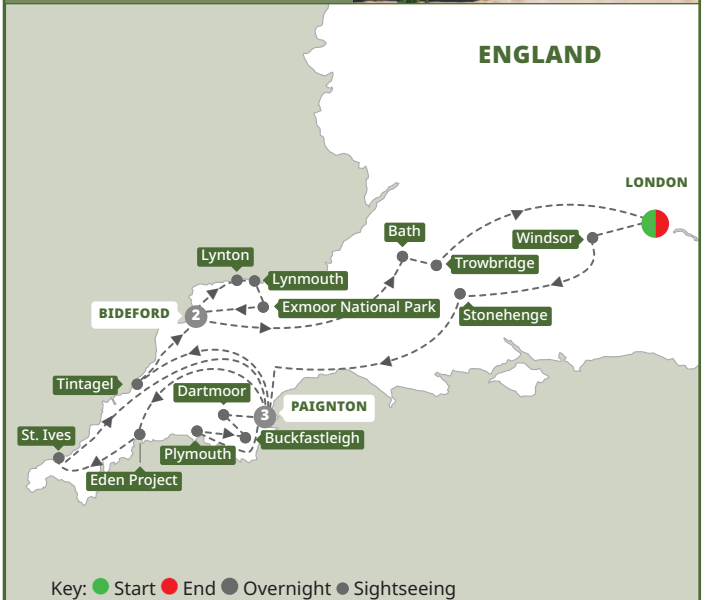 ENGLAND
LONDON
Bath
Windsor
Lynton
Trowbridge
Lynmouth
Exmoor National Park
BIDEFORD
2
Stonehenge
Tintagel
Dartmoor
PAIGNTON
3
St. Ives
Buckfastleigh
Plymouth
Eden Project
Key: Start End Overnight Sightseeing